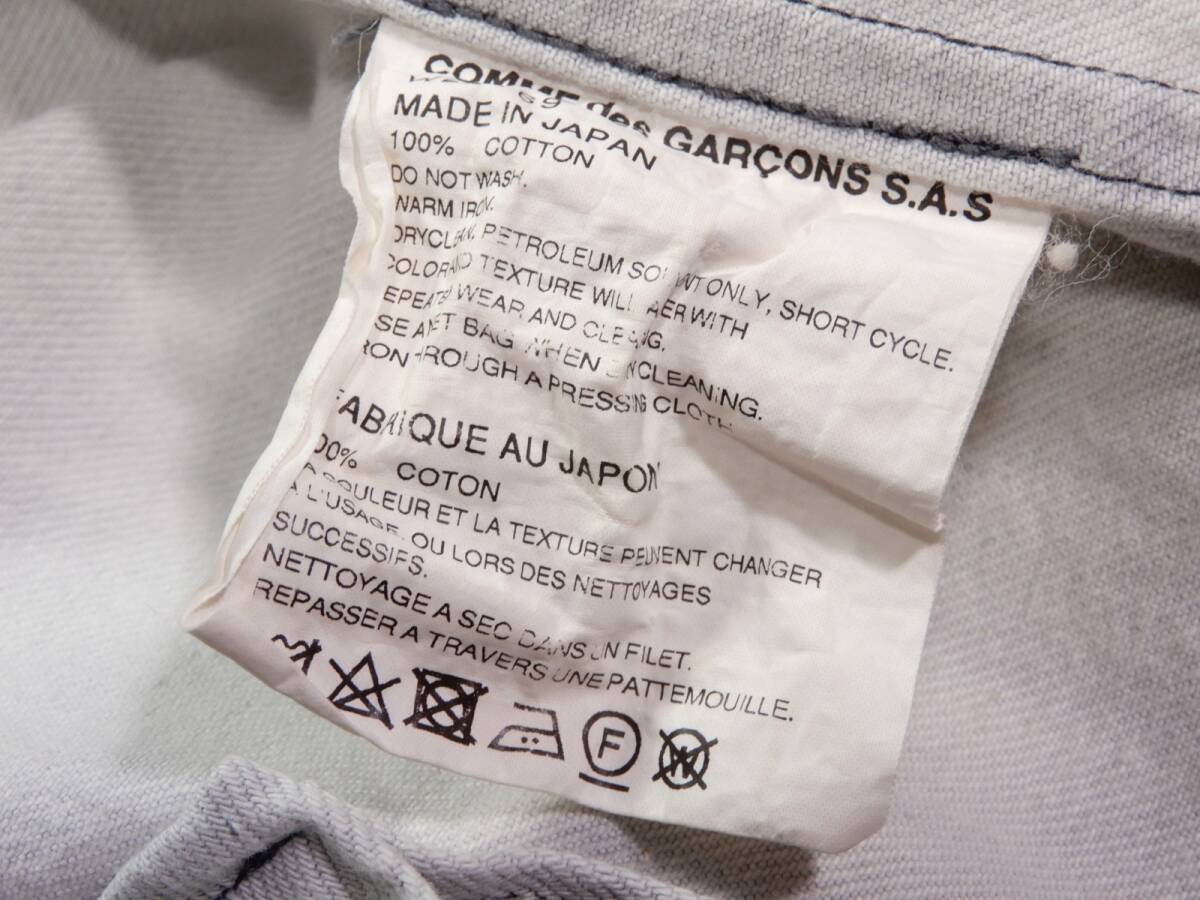 COMME des GARÇONS S.A.S
MADE IN JAPAN
100% COTTON
DO NOT WASH.
WARM IRON.
DRYCLEAN, PETROLEUM SOLVENT ONLY, SHORT CYCLE.
COLOR AND TEXTURE WILL ALTER WITH
REPEATED WEAR AND CLEANING.
USE A NET BAG WHEN DRYCLEANING.
IRON THROUGH A PRESSING CLOTH.
FABRIQUE AU JAPON
100% COTON
LA COULEUR ET LA TEXTURE PEUVENT CHANGER
A L'USAGE, OU LORS DES NETTOYAGES
SUCCESSIFS.
NETTOYAGE A SEC DANS UN FILET.
REPASSER A TRAVERS UNE PATTEMOUILLE.
F W